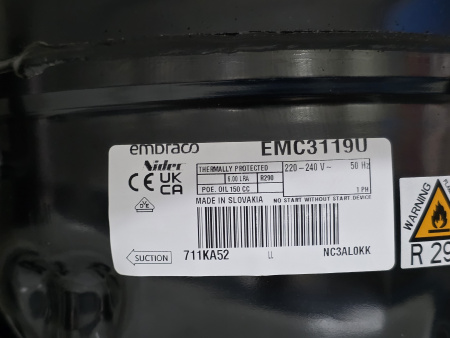 embraco
EMC3119U
Nidec
THERMALLY PROTECTED
220-240 V~ 50 Hz
6.00 LRA R290
POE. OIL 150 CC
1 PH
CE UK CA
MADE IN SLOVAKIA
NO START WITHOUT START DEVICE
SUCTION
711KA52
LL
NC3AL0KK
WARNING
R 29